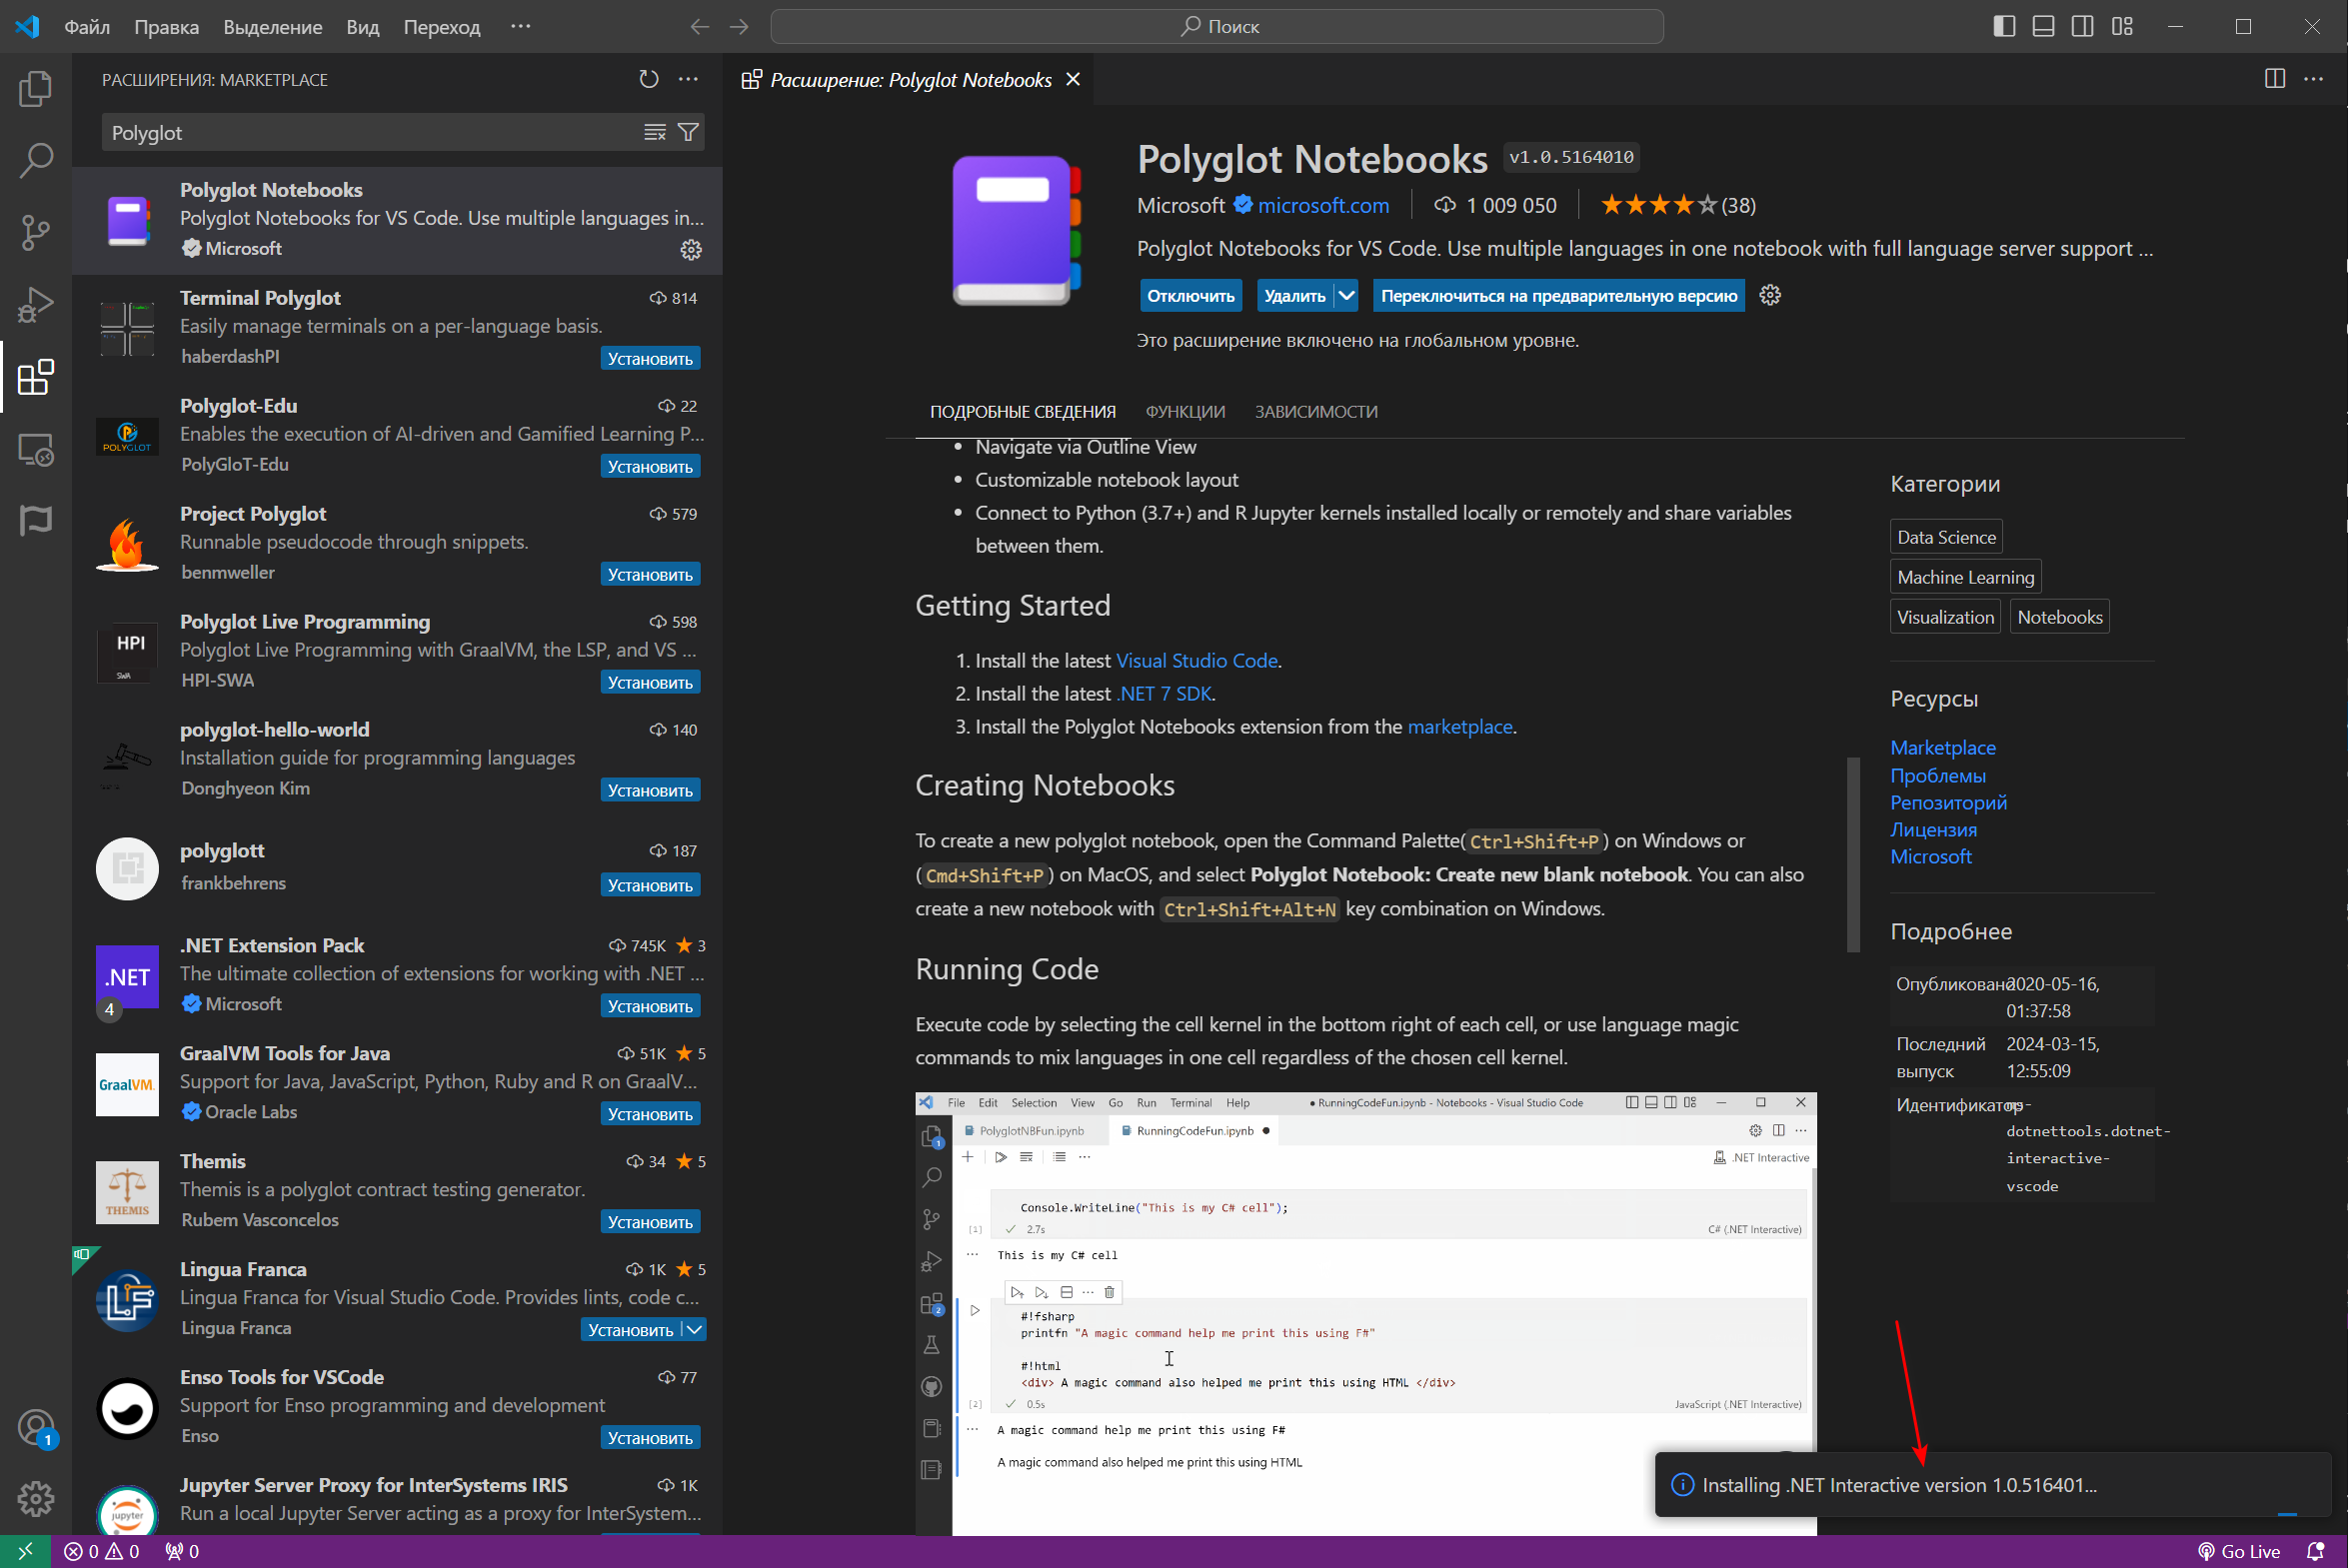 Файл Правка Выделение Вид Переход ··· Поиск
РАСШИРЕНИЯ: MARKETPLACE
Polyglot
Polyglot Notebooks
Polyglot Notebooks for VS Code. Use multiple languages in...
Microsoft
Terminal Polyglot 814
Easily manage terminals on a per-language basis.
haberdashPI Установить
Polyglot-Edu 22
Enables the execution of AI-driven and Gamified Learning P...
POLYGLOT
PolyGloT-Edu Установить
Project Polyglot 579
Runnable pseudocode through snippets.
benmweller Установить
Polyglot Live Programming 598
HPI
Polyglot Live Programming with GraalVM, the LSP, and VS ...
SWA
HPI-SWA Установить
polyglot-hello-world 140
Installation guide for programming languages
Donghyeon Kim Установить
polyglott 187
frankbehrens Установить
.NET Extension Pack 745K 3
.NET
The ultimate collection of extensions for working with .NET ...
4
Microsoft Установить
GraalVM Tools for Java 51K 5
GraalVM.
Support for Java, JavaScript, Python, Ruby and R on GraalV...
Oracle Labs Установить
Themis 34 5
Themis is a polyglot contract testing generator.
THEMIS
Rubem Vasconcelos Установить
Lingua Franca 1K 5
LF
Lingua Franca for Visual Studio Code. Provides lints, code c...
Lingua Franca Установить
Enso Tools for VSCode 77
Support for Enso programming and development
Enso Установить
Jupyter Server Proxy for InterSystems IRIS 1K
jupyter
Run a local Jupyter Server acting as a proxy for InterSystem...
1
Расширение: Polyglot Notebooks
Polyglot Notebooks v1.0.5164010
Microsoft microsoft.com 1 009 050 (38)
Polyglot Notebooks for VS Code. Use multiple languages in one notebook with full language server support ...
Отключить Удалить Переключиться на предварительную версию
Это расширение включено на глобальном уровне.
ПОДРОБНЫЕ СВЕДЕНИЯ ФУНКЦИИ ЗАВИСИМОСТИ
• Navigate via Outline View
• Customizable notebook layout
• Connect to Python (3.7+) and R Jupyter kernels installed locally or remotely and share variables
between them.
Getting Started
1. Install the latest Visual Studio Code.
2. Install the latest .NET 7 SDK.
3. Install the Polyglot Notebooks extension from the marketplace.
Creating Notebooks
To create a new polyglot notebook, open the Command Palette(Ctrl+Shift+P) on Windows or
(Cmd+Shift+P) on MacOS, and select Polyglot Notebook: Create new blank notebook. You can also
create a new notebook with Ctrl+Shift+Alt+N key combination on Windows.
Running Code
Execute code by selecting the cell kernel in the bottom right of each cell, or use language magic
commands to mix languages in one cell regardless of the chosen cell kernel.
File Edit Selection View Go Run Terminal Help ● RunningCodeFun.ipynb - Notebooks - Visual Studio Code
PolyglotNBFun.ipynb RunningCodeFun.ipynb ●
1
.NET Interactive
Console.WriteLine("This is my C# cell");
[1] ✓ 2.7s C# (.NET Interactive)
··· This is my C# cell
2
#!fsharp
printfn "A magic command help me print this using F#"
#!html
<div> A magic command also helped me print this using HTML </div>
[2] ✓ 0.5s JavaScript (.NET Interactive)
··· A magic command help me print this using F#
A magic command also helped me print this using HTML
Категории
Data Science
Machine Learning
Visualization Notebooks
Ресурсы
Marketplace
Проблемы
Репозиторий
Лицензия
Microsoft
Подробнее
Опубликовано 2020-05-16,
01:37:58
Последний 2024-03-15,
выпуск 12:55:09
Идентификатор ms-
dotnettools.dotnet-
interactive-
vscode
Installing .NET Interactive version 1.0.516401...
0 0 0 Go Live